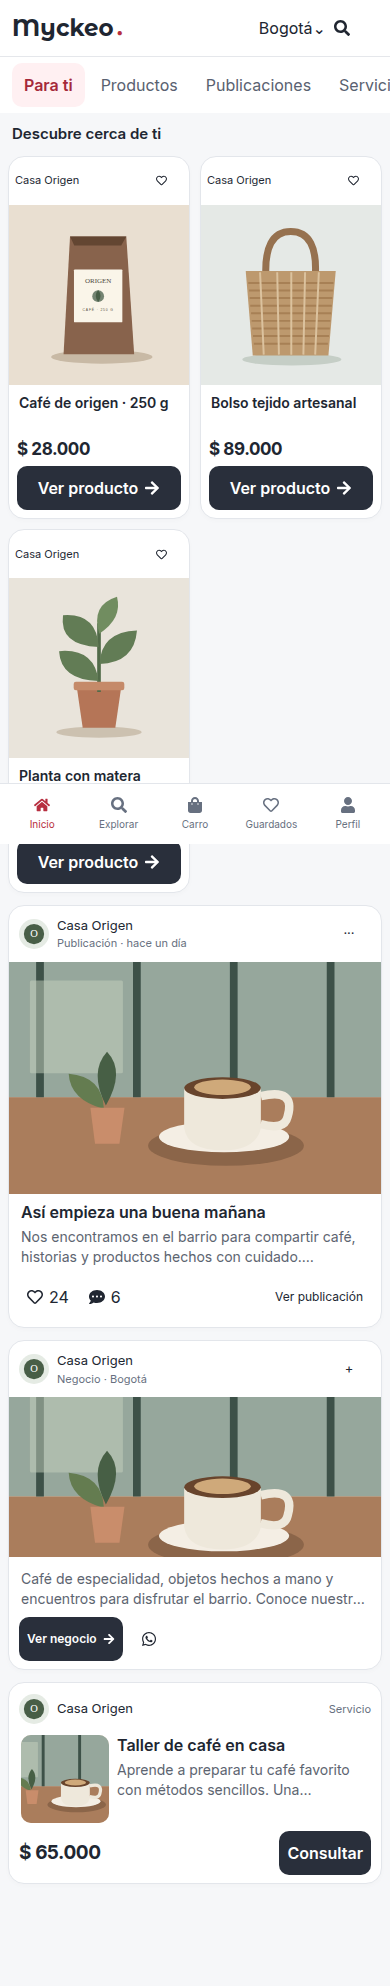 myckeo.
Bogotá
Para ti Productos Publicaciones Servici
Descubre cerca de ti
Casa Origen
ORIGEN
CAFÉ · 250 G
Café de origen · 250 g
$ 28.000
Ver producto →
Casa Origen
Bolso tejido artesanal
$ 89.000
Ver producto →
Casa Origen
Planta con matera
Inicio Explorar Carro Guardados Perfil
Ver producto →
O
Casa Origen
Publicación · hace un día
...
Así empieza una buena mañana
Nos encontramos en el barrio para compartir café,
historias y productos hechos con cuidado....
24 6 Ver publicación
O
Casa Origen
Negocio · Bogotá
+
Café de especialidad, objetos hechos a mano y
encuentros para disfrutar el barrio. Conoce nuestr...
Ver negocio →
O
Casa Origen Servicio
Taller de café en casa
Aprende a preparar tu café favorito
con métodos sencillos. Una...
$ 65.000 Consultar